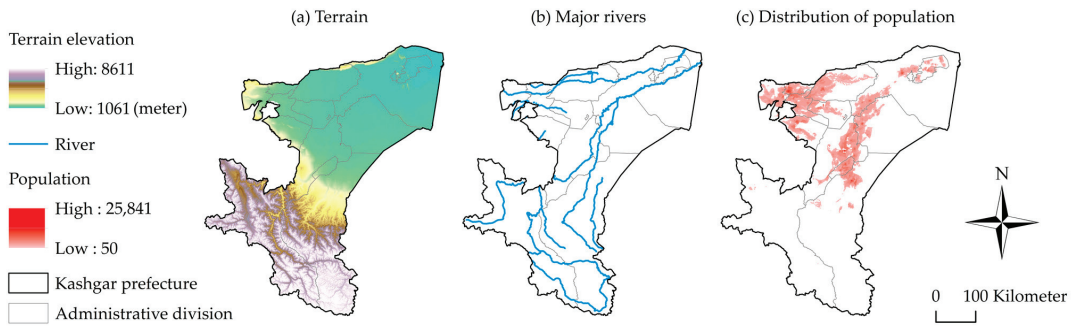 (a) Terrain
(b) Major rivers
(c) Distribution of population
Terrain elevation
High: 8611
Low: 1061 (meter)
River
Population
High : 25,841
Low : 50
Kashgar prefecture
Administrative division
N
0 100 Kilometer